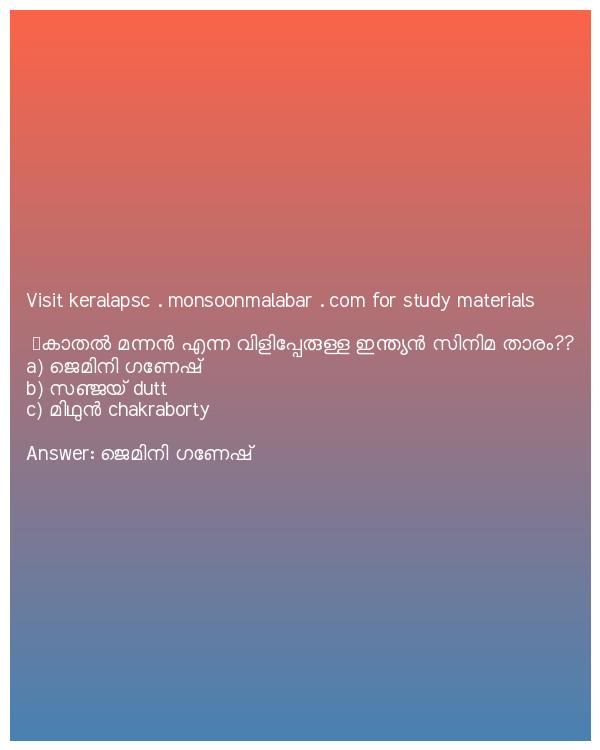 Visit keralapsc . monsoonmalabar . com for study materials
കാതൽ മന്നൻ എന്ന വിളിപ്പേരുള്ള ഇന്ത്യൻ സിനിമ താരം??
a) ജെമിനി ഗണേഷ്
b) സഞ്ജയ് dutt
c) മിഥുൻ chakraborty
Answer: ജെമിനി ഗണേഷ്